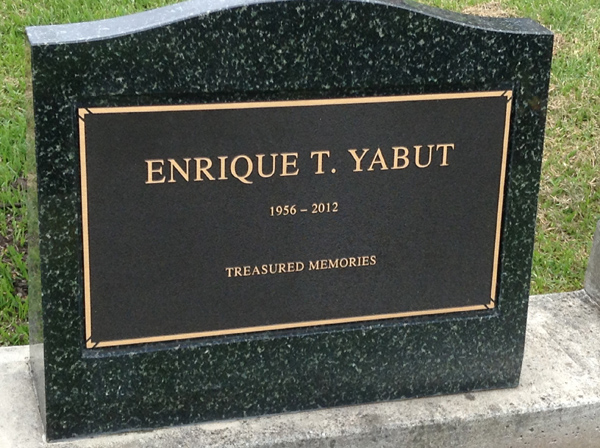 ENRIQUE T. YABUT
1956 – 2012
TREASURED MEMORIES